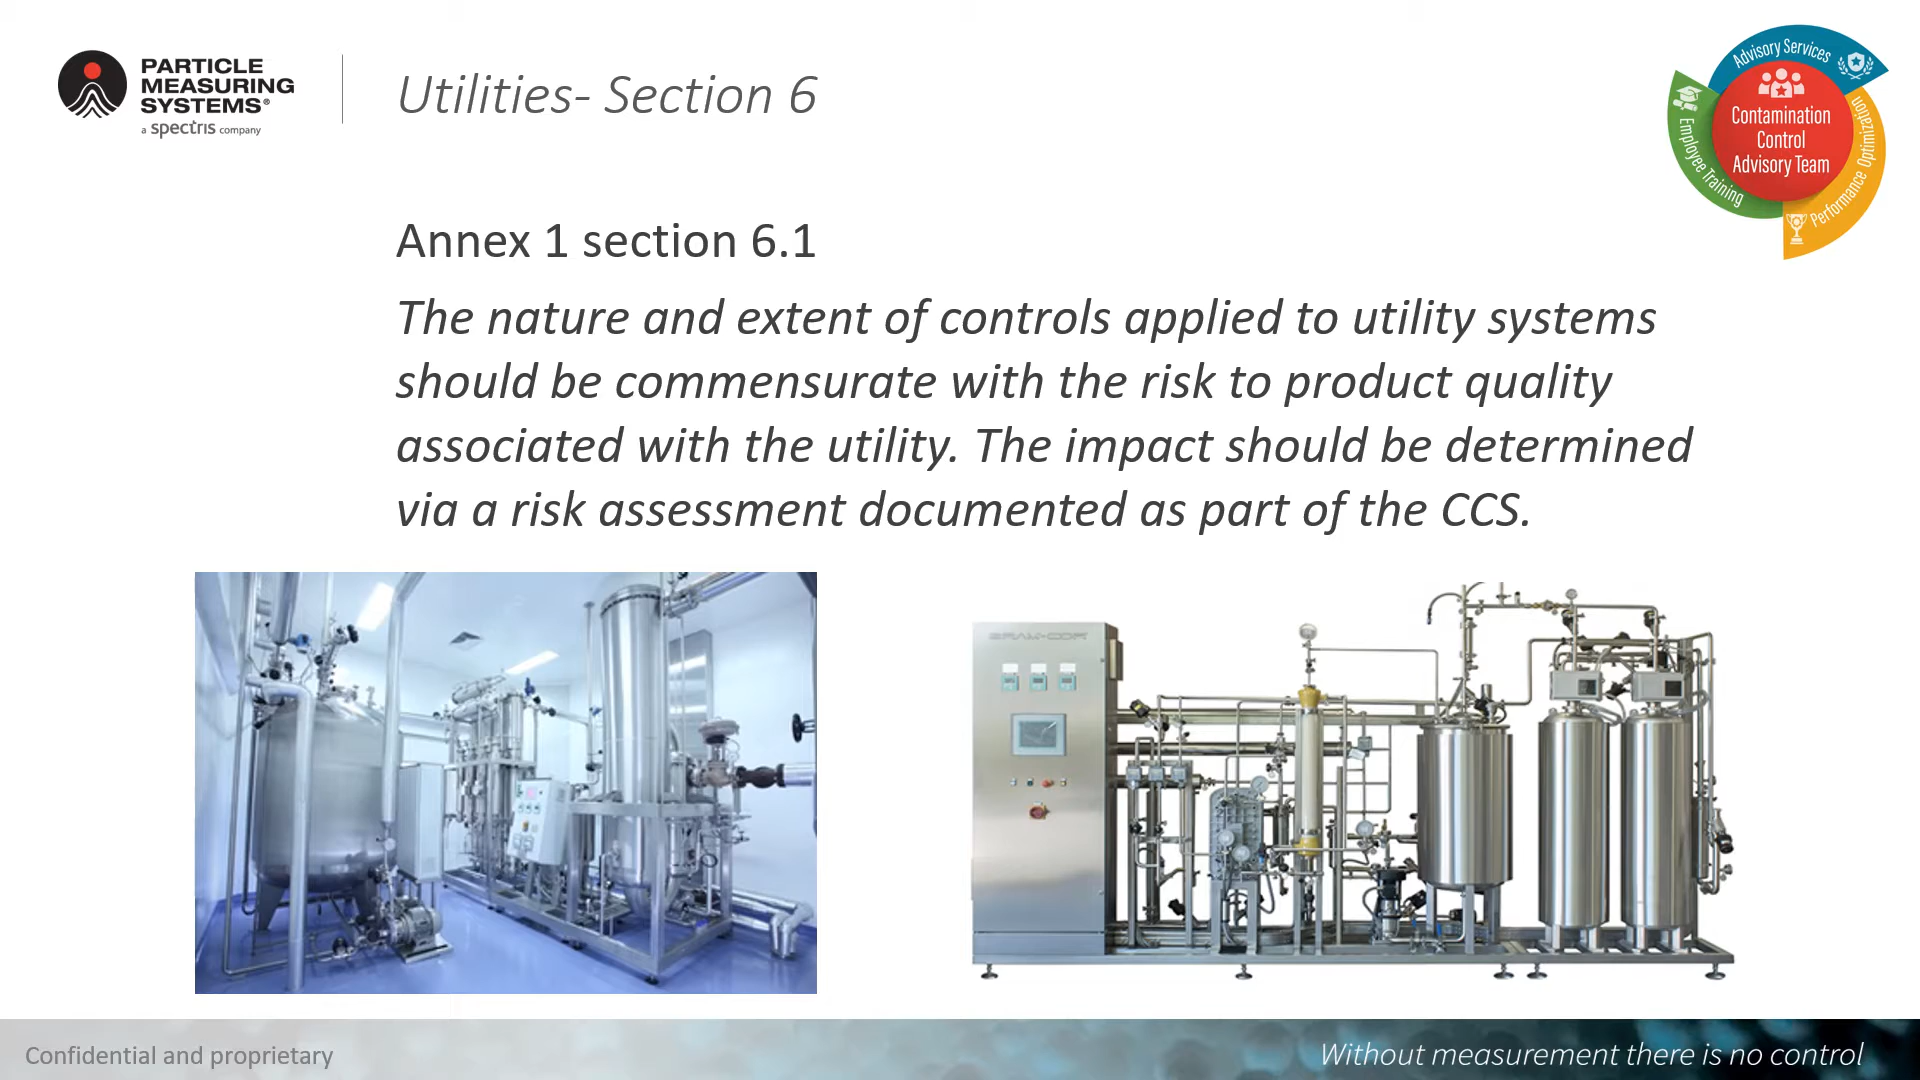 PARTICLE
MEASURING
SYSTEMS®
a spectris company
Utilities- Section 6
Advisory Services
Employee Training
Contamination
Control
Advisory Team
Performance Optimization
Annex 1 section 6.1
The nature and extent of controls applied to utility systems
should be commensurate with the risk to product quality
associated with the utility. The impact should be determined
via a risk assessment documented as part of the CCS.
Confidential and proprietary
Without measurement there is no control